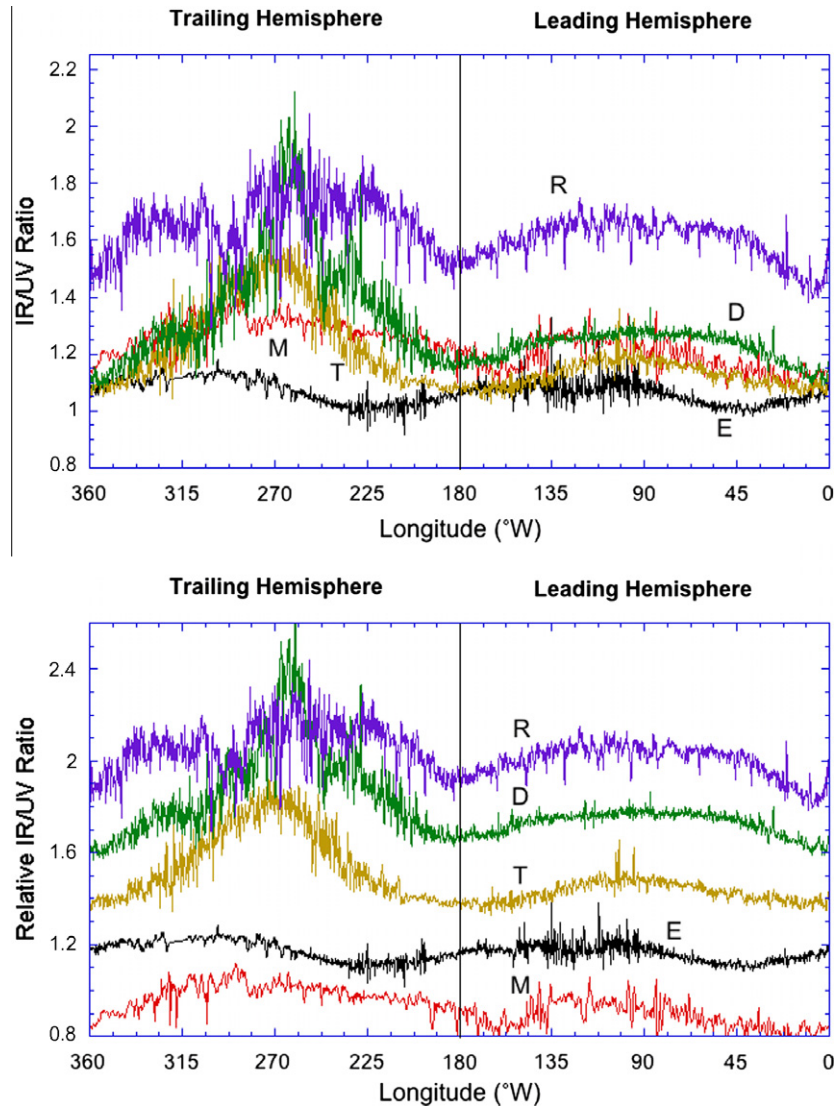 Trailing Hemisphere Leading Hemisphere
2.2
2
1.8
1.6
1.4
1.2
1
0.8
IR/UV Ratio
R
D
M
T
E
360 315 270 225 180 135 90 45 0
Longitude (°W)
Trailing Hemisphere Leading Hemisphere
2.4
2
1.6
1.2
0.8
Relative IR/UV Ratio
R
D
T
E
M
360 315 270 225 180 135 90 45 0
Longitude (°W)